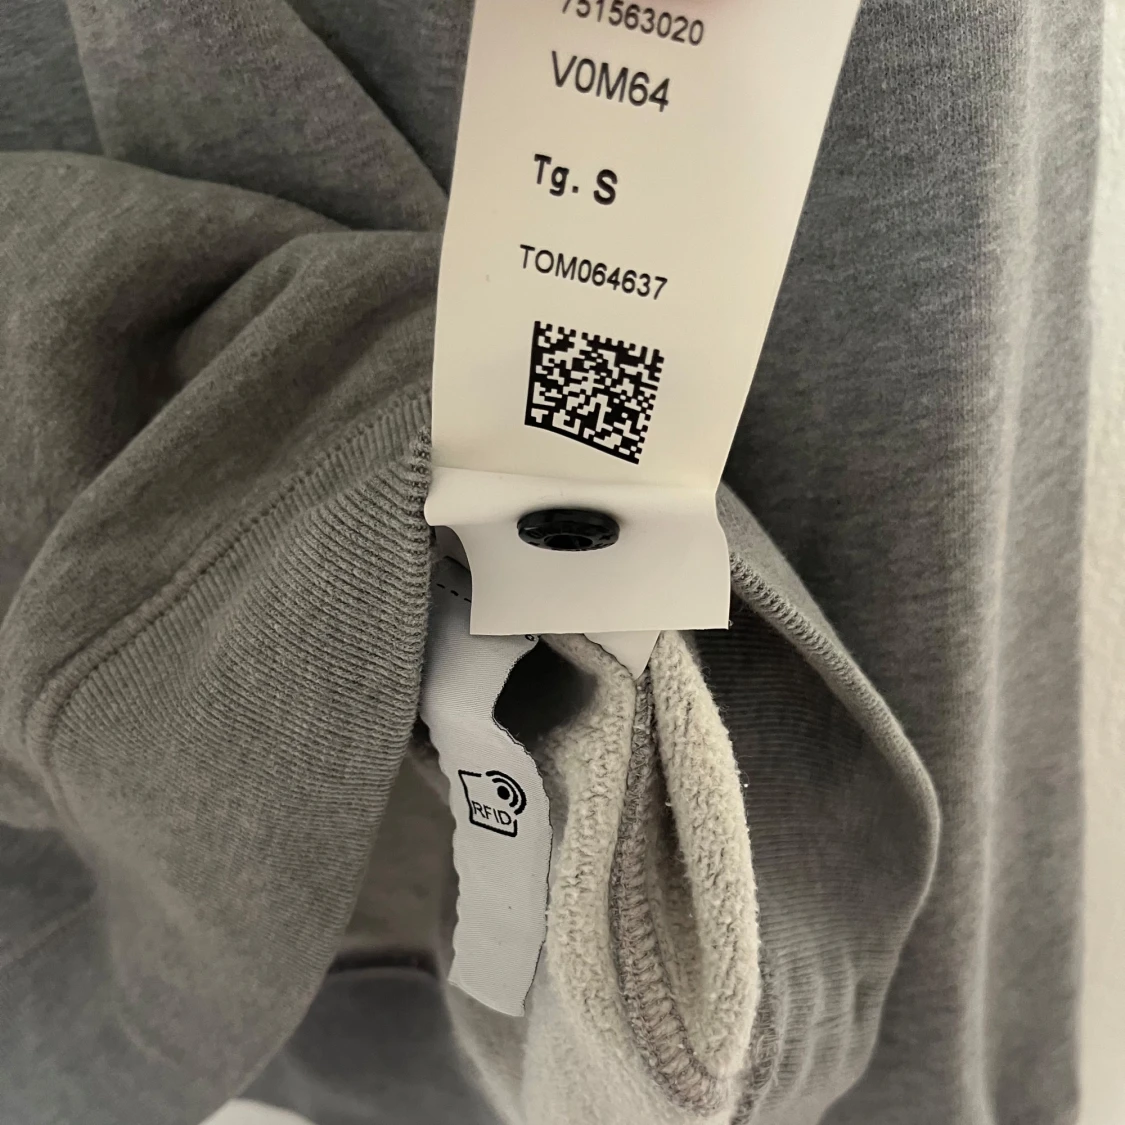 751563020
V0M64
Tg. S
TOM064637
RFID